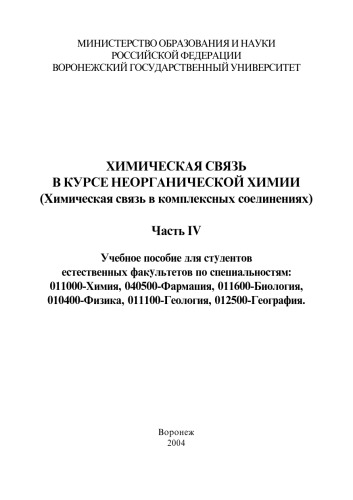 МИНИСТЕРСТВО ОБРАЗОВАНИЯ И НАУКИ
РОССИЙСКОЙ ФЕДЕРАЦИИ
ВОРОНЕЖСКИЙ ГОСУДАРСТВЕННЫЙ УНИВЕРСИТЕТ
ХИМИЧЕСКАЯ СВЯЗЬ
В КУРСЕ НЕОРГАНИЧЕСКОЙ ХИМИИ
(Химическая связь в комплексных соединениях)
Часть IV
Учебное пособие для студентов
естественных факультетов по специальностям:
011000-Химия, 040500-Фармация, 011600-Биология,
010400-Физика, 011100-Геология, 012500-География.
Воронеж
2004